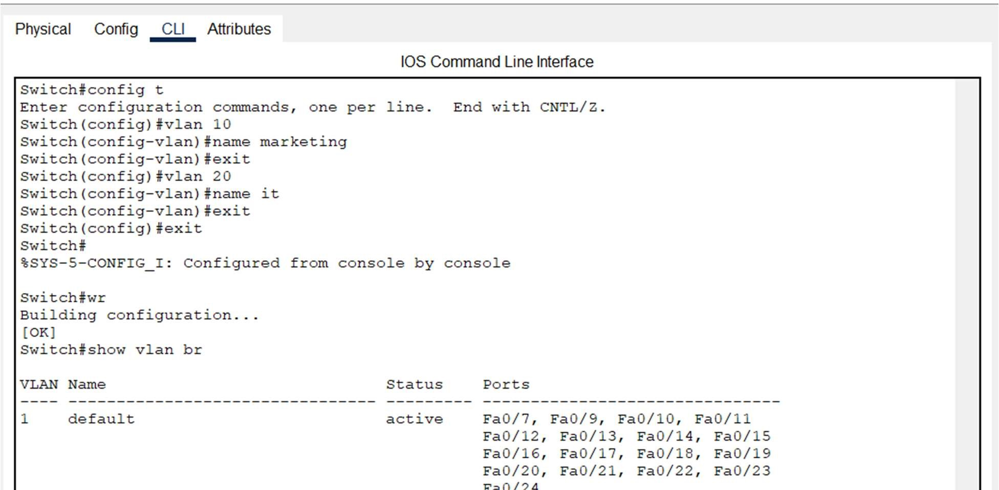 Physical Config CLI Attributes
IOS Command Line Interface
Switch#config t
Enter configuration commands, one per line.  End with CNTL/Z.
Switch(config)#vlan 10
Switch(config-vlan)#name marketing
Switch(config-vlan)#exit
Switch(config)#vlan 20
Switch(config-vlan)#name it
Switch(config-vlan)#exit
Switch(config)#exit
Switch#
%SYS-5-CONFIG_I: Configured from console by console
Switch#wr
Building configuration...
[OK]
Switch#show vlan br
VLAN Name                             Status    Ports
---- -------------------------------- --------- -------------------------------
1    default                          active    Fa0/7, Fa0/9, Fa0/10, Fa0/11
                                                Fa0/12, Fa0/13, Fa0/14, Fa0/15
                                                Fa0/16, Fa0/17, Fa0/18, Fa0/19
                                                Fa0/20, Fa0/21, Fa0/22, Fa0/23
                                                Fa0/24